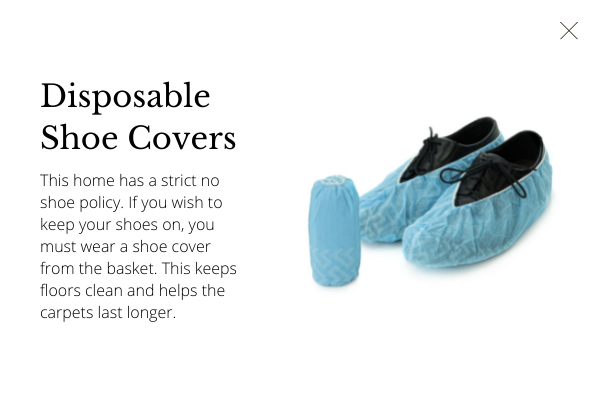 Disposable
Shoe Covers
This home has a strict no
shoe policy. If you wish to
keep your shoes on, you
must wear a shoe cover
from the basket. This keeps
floors clean and helps the
carpets last longer.